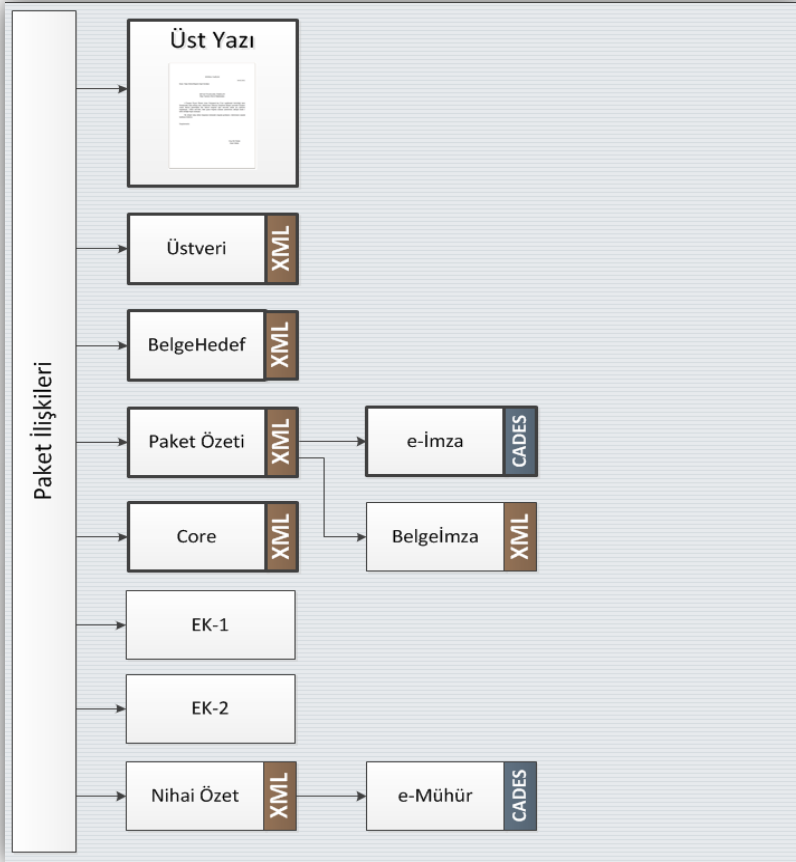 Paket İlişkileri
Üst Yazı
Üstveri
XML
BelgeHedef
XML
Paket Özeti
XML
e-İmza
CADES
Core
XML
Belgeİmza
XML
EK-1
EK-2
Nihai Özet
XML
e-Mühür
CADES